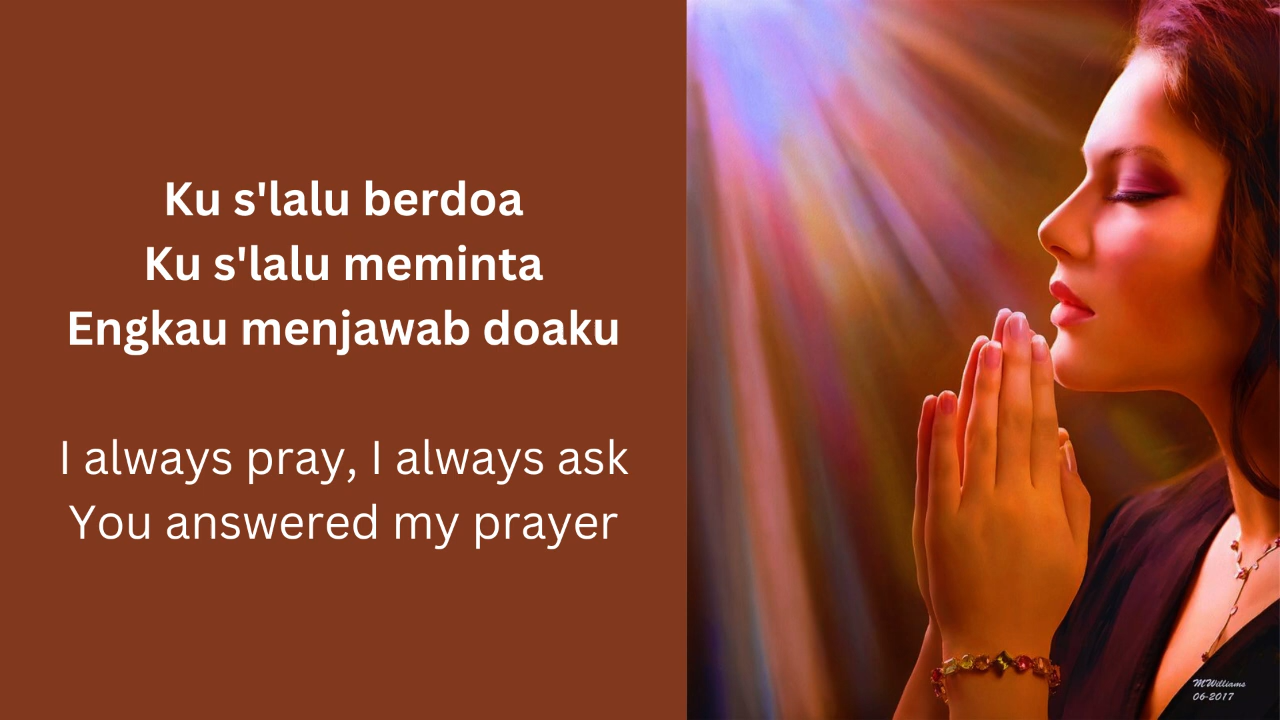 Ku s'lalu berdoa
Ku s'lalu meminta
Engkau menjawab doaku
I always pray, I always ask
You answered my prayer
MWilliams
06-2017